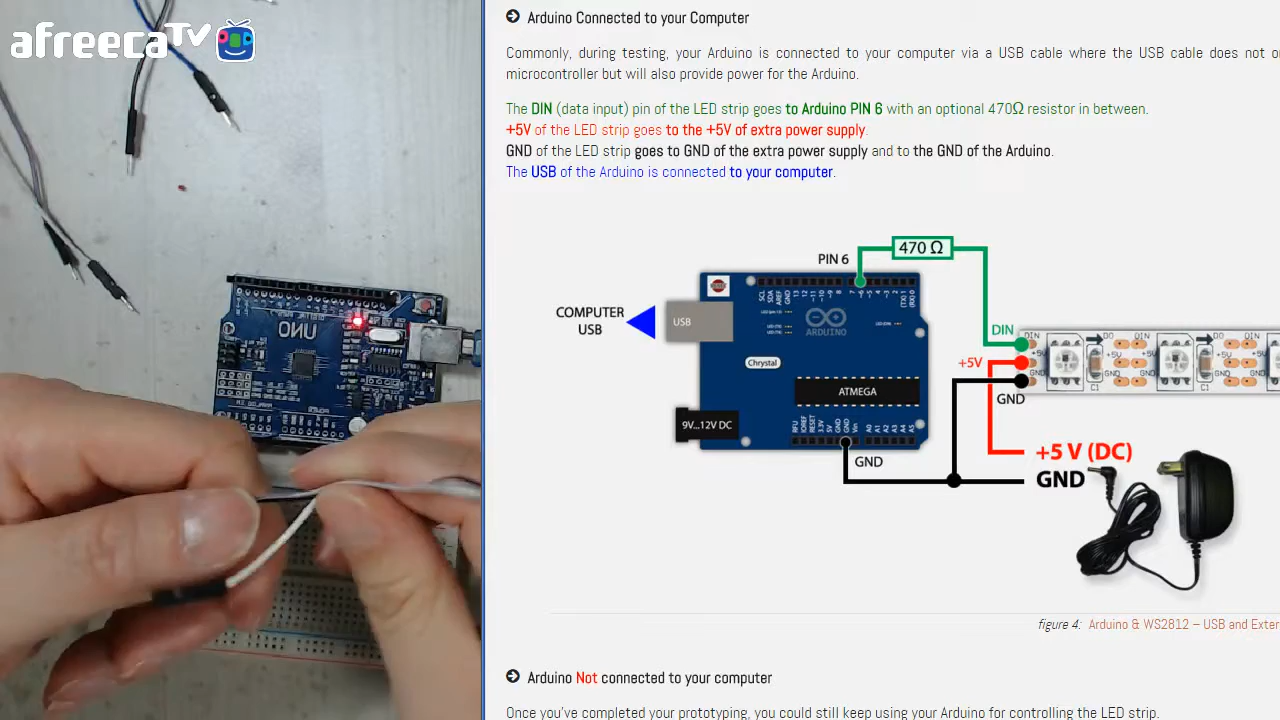 afreecaTV
UNO
Arduino Connected to your Computer
Commonly, during testing, your Arduino is connected to your computer via a USB cable where the USB cable does not o
microcontroller but will also provide power for the Arduino.
The DIN (data input) pin of the LED strip goes to Arduino PIN 6 with an optional 470Ω resistor in between.
+5V of the LED strip goes to the +5V of extra power supply.
GND of the LED strip goes to GND of the extra power supply and to the GND of the Arduino.
The USB of the Arduino is connected to your computer.
470 Ω
PIN 6
COMPUTER
USB
USB
ARDUINO
Chrystal
ATMEGA
9V...12V DC
GND
DIN
+5V
GND
+5 V (DC)
GND
figure 4: Arduino & WS2812 – USB and Exter
Arduino Not connected to your computer
Once you've completed your prototyping, you could still keep using your Arduino for controlling the LED strip.